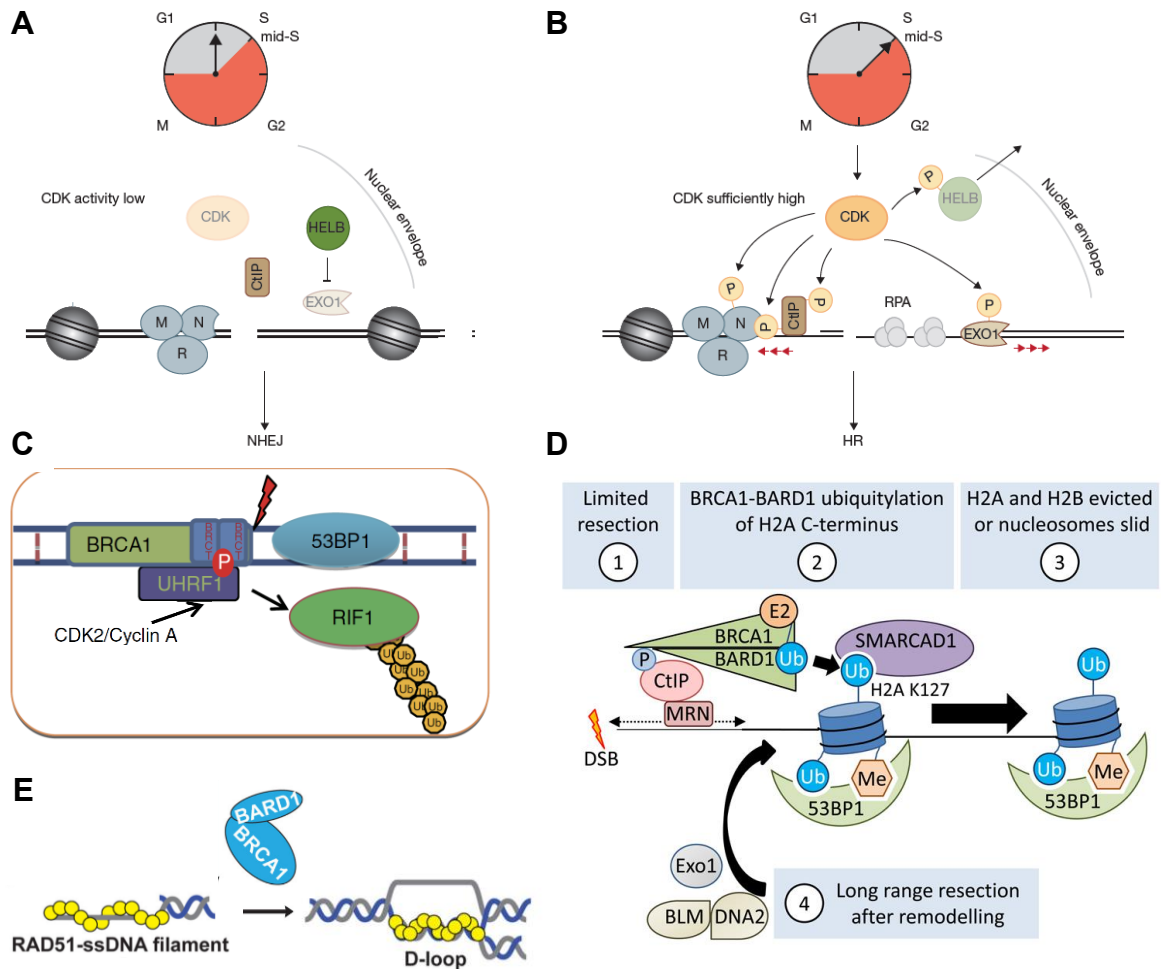 A
G1
S
mid-S
M
G2
CDK activity low
CDK
HELB
Nuclear envelope
CtIP
EXO1
M
N
R
NHEJ
B
G1
S
mid-S
M
G2
CDK sufficiently high
CDK
P
HELB
Nuclear envelope
P
P
P
P
M
N
R
CtIP
RPA
EXO1
HR
C
BRCA1
BRCT
BRCT
P
53BP1
UHRF1
RIF1
CDK2/Cyclin A
Ub
Ub
Ub
Ub
Ub
Ub
Ub
Ub
Ub
D
Limited
resection
1
BRCA1-BARD1 ubiquitylation
of H2A C-terminus
2
H2A and H2B evicted
or nucleosomes slid
3
E2
BRCA1
BARD1
Ub
P
CtIP
MRN
SMARCAD1
Ub
H2A K127
Ub
DSB
Ub
Me
53BP1
Ub
Me
53BP1
Exo1
BLM
DNA2
4
Long range resection
after remodelling
E
BARD1
BRCA1
RAD51-ssDNA filament
D-loop